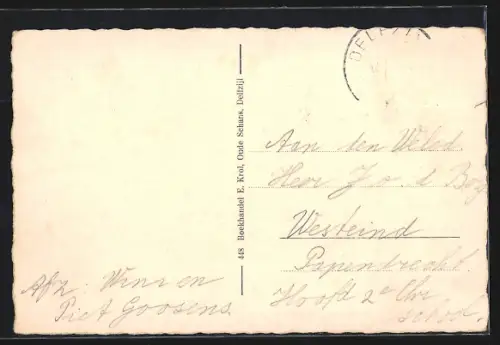 DELFZIJL
448 Boekhandel E. Krol, Oude Schans, Delfzijl
Aan den Weled.
Heer J. v. d. Berg
Westeind
Papendrecht
Hoofd 2e Chr.
school.
Afz: Wim en
Piet Goosens